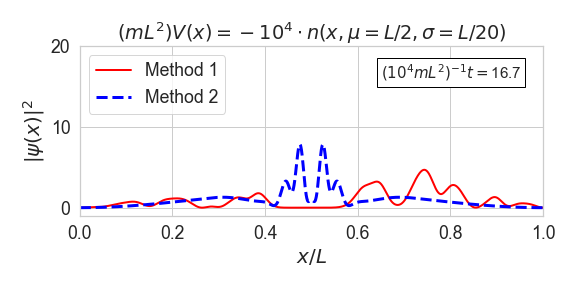 (mL²)V(x) = −10⁴ · n(x, μ = L/2, σ = L/20)
|ψ(x)|²
20
10
0
Method 1
Method 2
(10⁴mL²)⁻¹t = 16.7
0.0 0.2 0.4 0.6 0.8 1.0
x/L